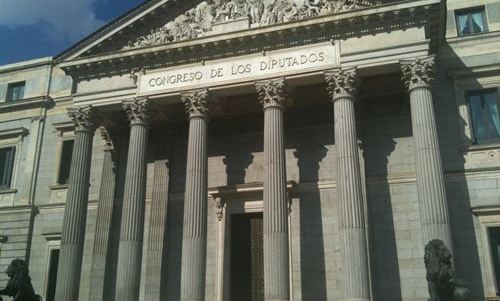 CONGRESO DE LOS DIPUTADOS